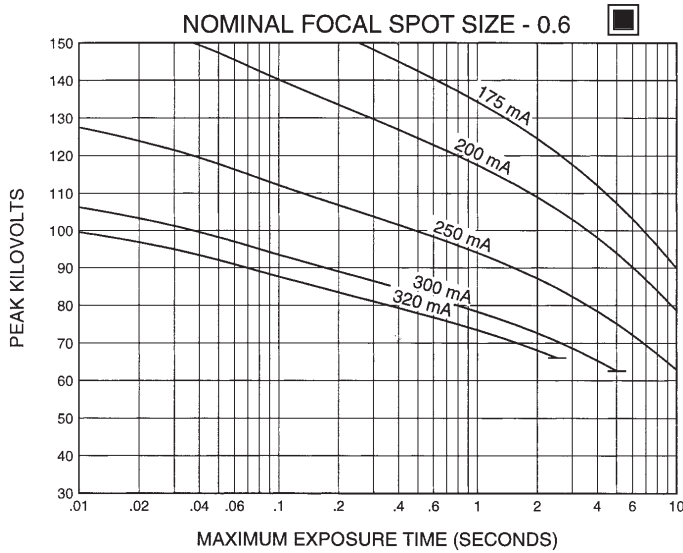 NOMINAL FOCAL SPOT SIZE - 0.6
150
140
130
120
110
100
90
80
70
60
50
40
30
PEAK KILOVOLTS
175 mA
200 mA
250 mA
300 mA
320 mA
.01 .02 .04 .06 .1 .2 .4 .6 1 2 4 6 10
MAXIMUM EXPOSURE TIME (SECONDS)